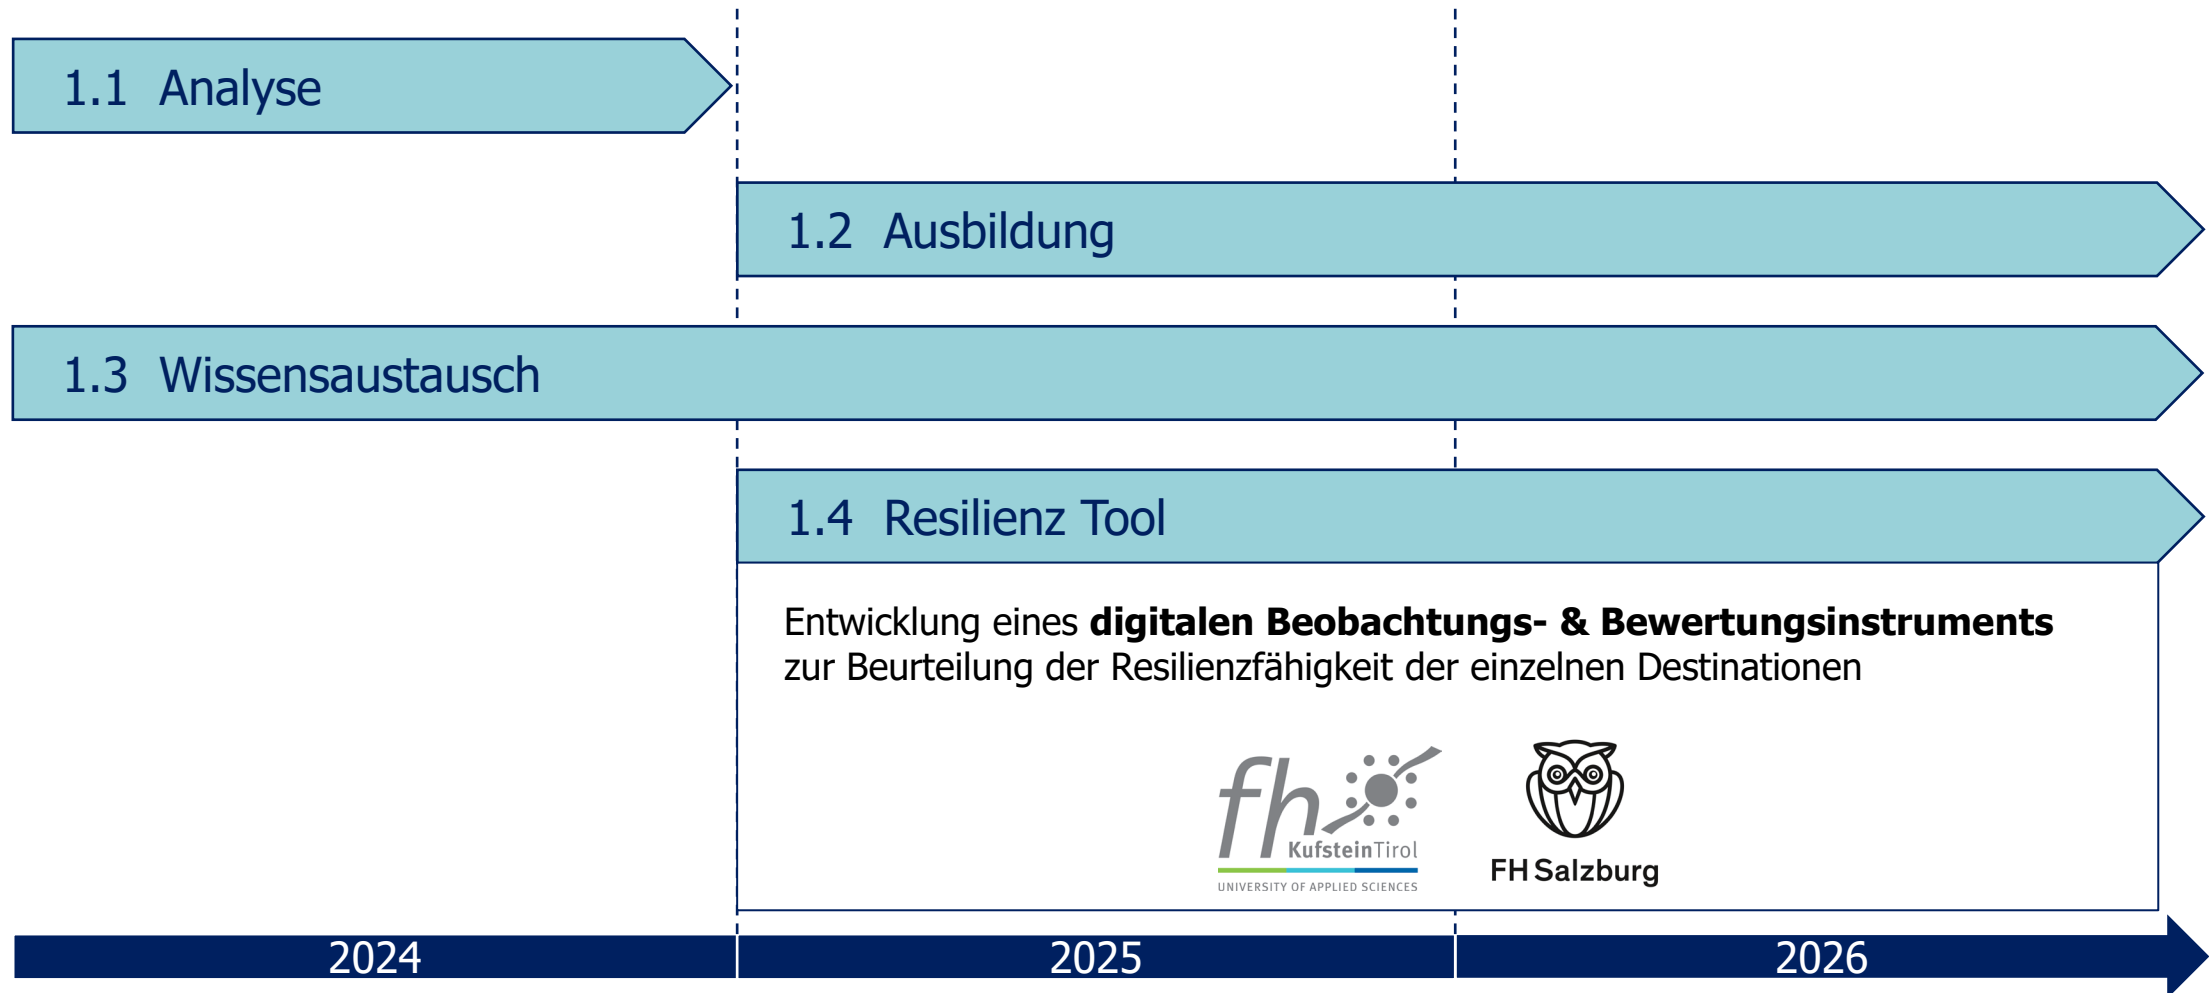 1.1 Analyse
1.2 Ausbildung
1.3 Wissensaustausch
1.4 Resilienz Tool
Entwicklung eines digitalen Beobachtungs- & Bewertungsinstruments
zur Beurteilung der Resilienzfähigkeit der einzelnen Destinationen
fh
KufsteinTirol
UNIVERSITY OF APPLIED SCIENCES
FH Salzburg
2024 2025 2026